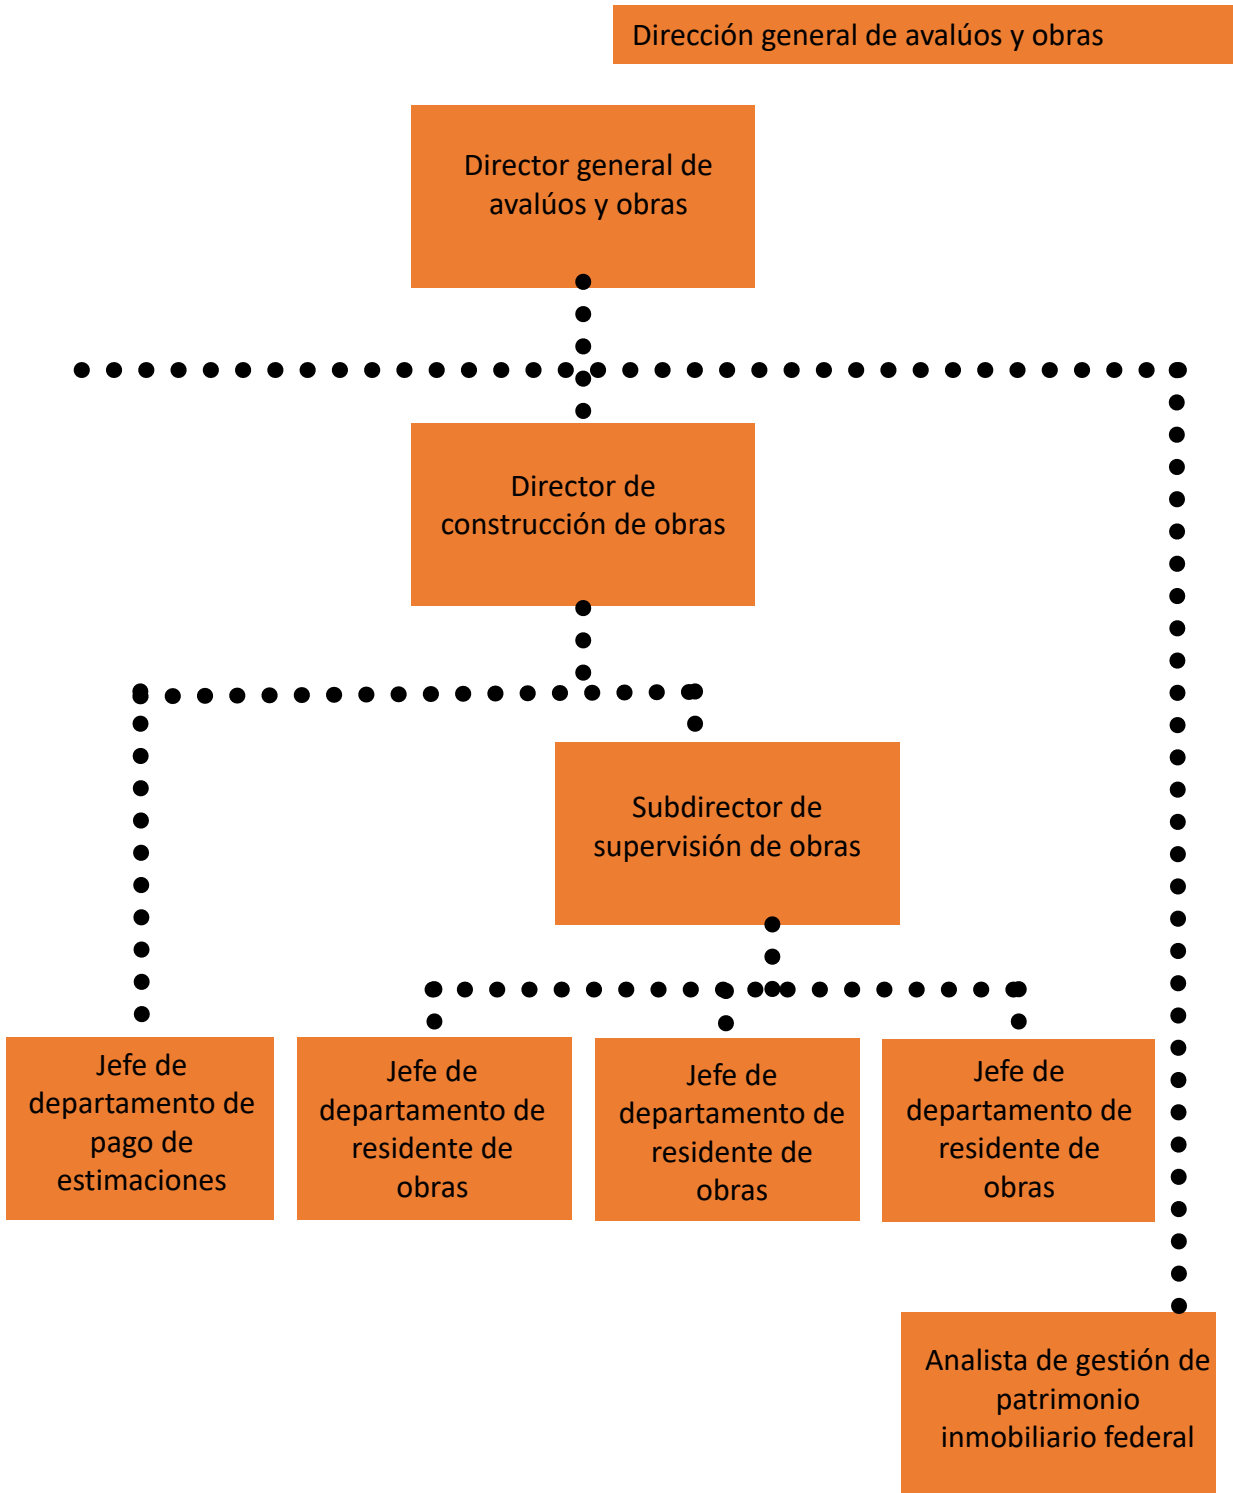 Dirección general de avalúos y obras
Director general de
avalúos y obras
Director de
construcción de obras
Subdirector de
supervisión de obras
Jefe de
departamento de
pago de
estimaciones
Jefe de
departamento de
residente de
obras
Jefe de
departamento de
residente de
obras
Jefe de
departamento de
residente de
obras
Analista de gestión de
patrimonio
inmobiliario federal